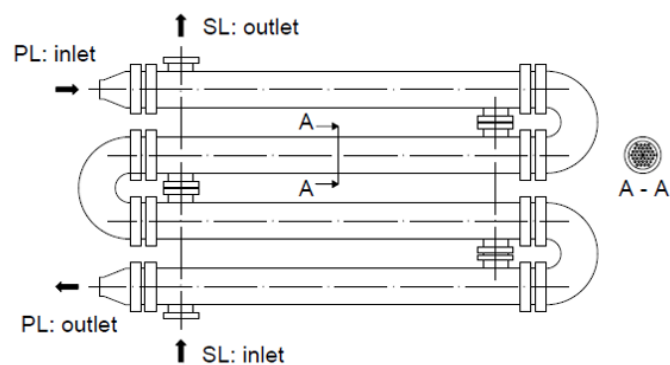 SL: outlet
PL: inlet
A
A
A - A
PL: outlet
SL: inlet